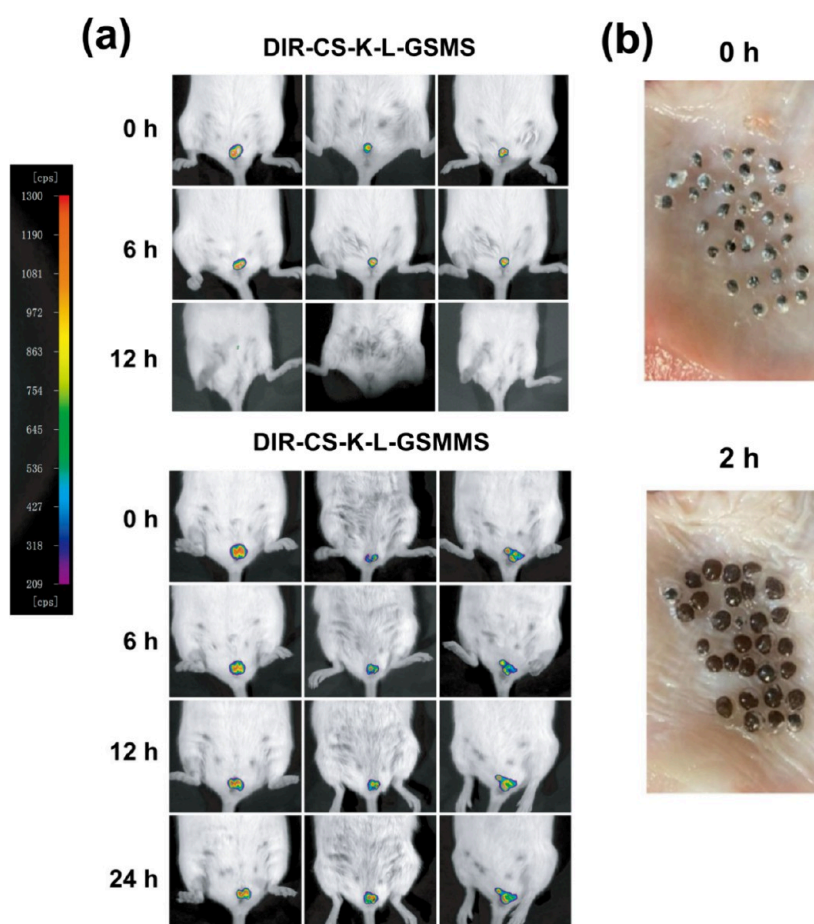 (a)
DIR-CS-K-L-GSMS
0 h
6 h
12 h
[cps]
1300
1190
1081
972
863
754
645
536
427
318
209
[cps]
DIR-CS-K-L-GSMMS
0 h
6 h
12 h
24 h
(b)
0 h
2 h